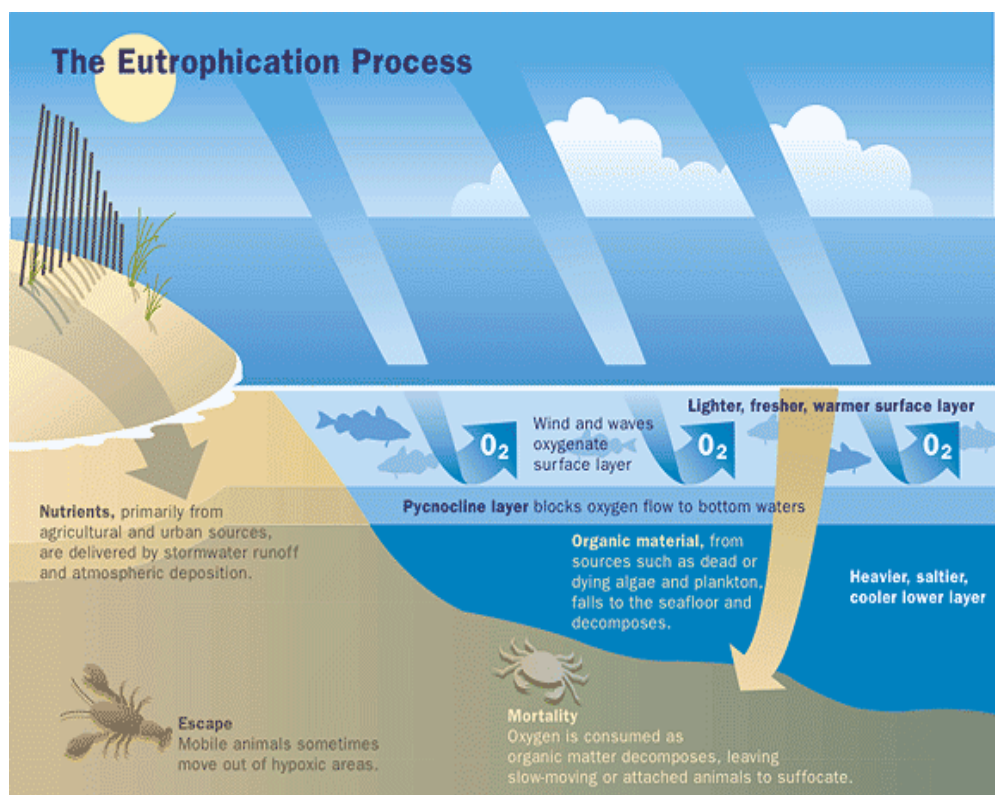 The Eutrophication Process
Lighter, fresher, warmer surface layer
O2
Wind and waves
oxygenate
surface layer
O2
O2
Pycnocline layer blocks oxygen flow to bottom waters
Nutrients, primarily from
agricultural and urban sources,
are delivered by stormwater runoff
and atmospheric deposition.
Organic material, from
sources such as dead or
dying algae and plankton,
falls to the seafloor and
decomposes.
Heavier, saltier,
cooler lower layer
Escape
Mobile animals sometimes
move out of hypoxic areas.
Mortality
Oxygen is consumed as
organic matter decomposes, leaving
slow-moving or attached animals to suffocate.